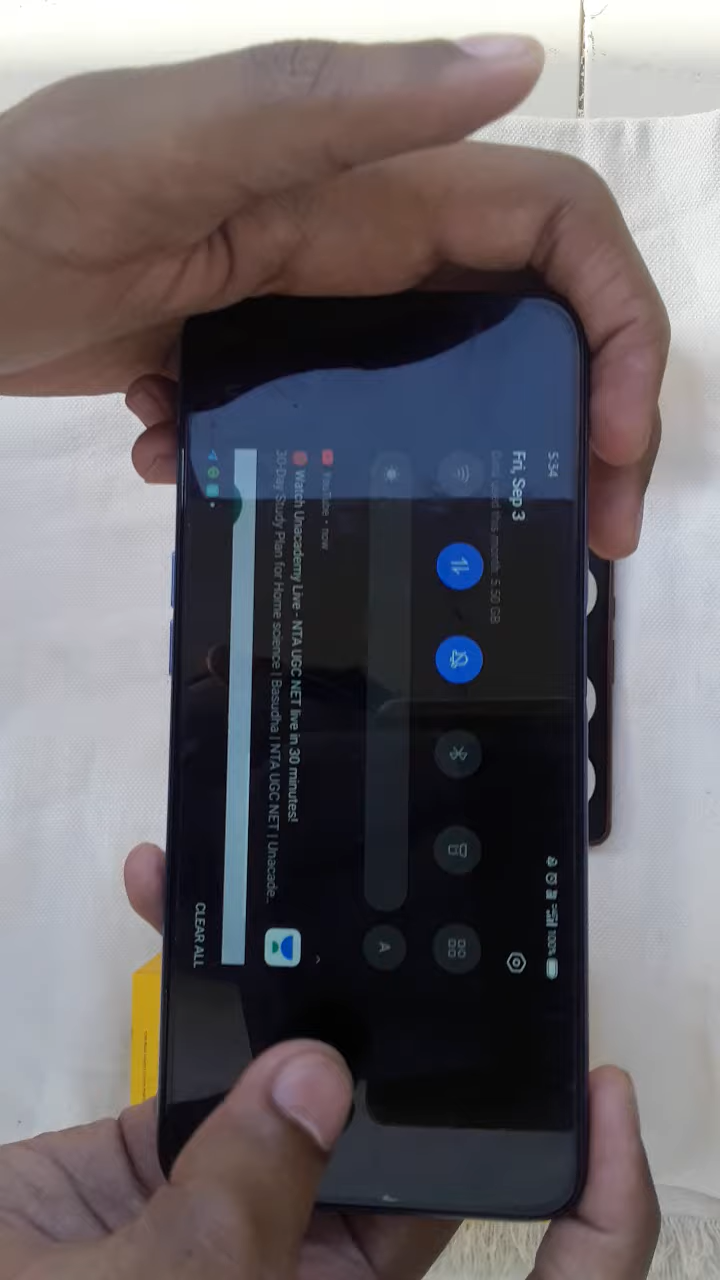 5:54
100%
Fri, Sep 3
Data used this month: 5.50 GB
A
YouTube • now
Watch Unacademy Live - NTA UGC NET live in 30 minutes!
30-Day Study Plan for Home science | Basudha | NTA UGC NET | Unacade..
CLEAR ALL